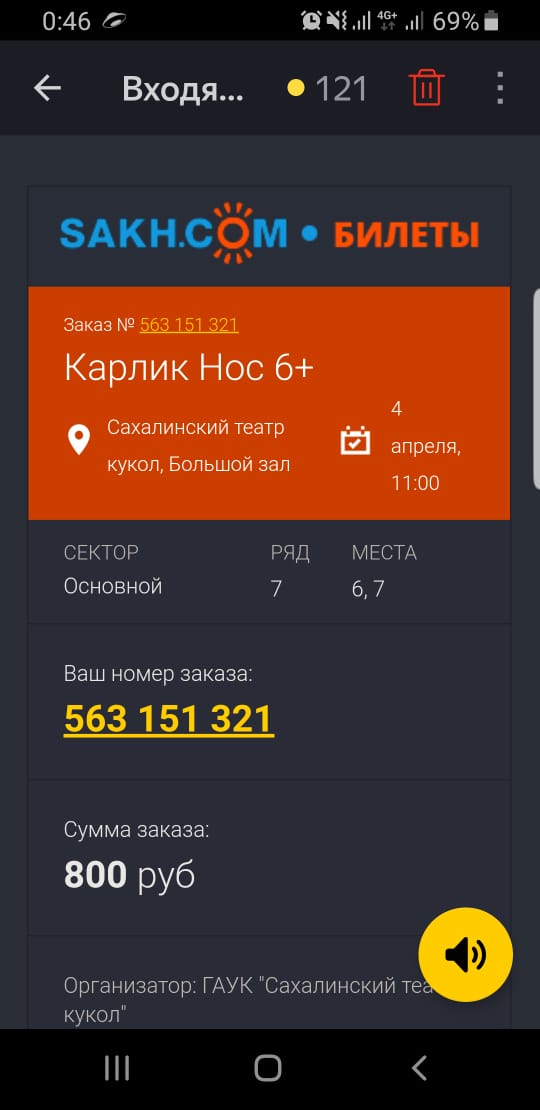 0:46 4G+ 69%
Входя... 121
SAKH.COM • БИЛЕТЫ
Заказ № 563 151 321
Карлик Нос 6+
Сахалинский театр
кукол, Большой зал
4
апреля,
11:00
СЕКТОР РЯД МЕСТА
Основной 7 6, 7
Ваш номер заказа:
563 151 321
Сумма заказа:
800 руб
Организатор: ГАУК "Сахалинский теа
кукол"